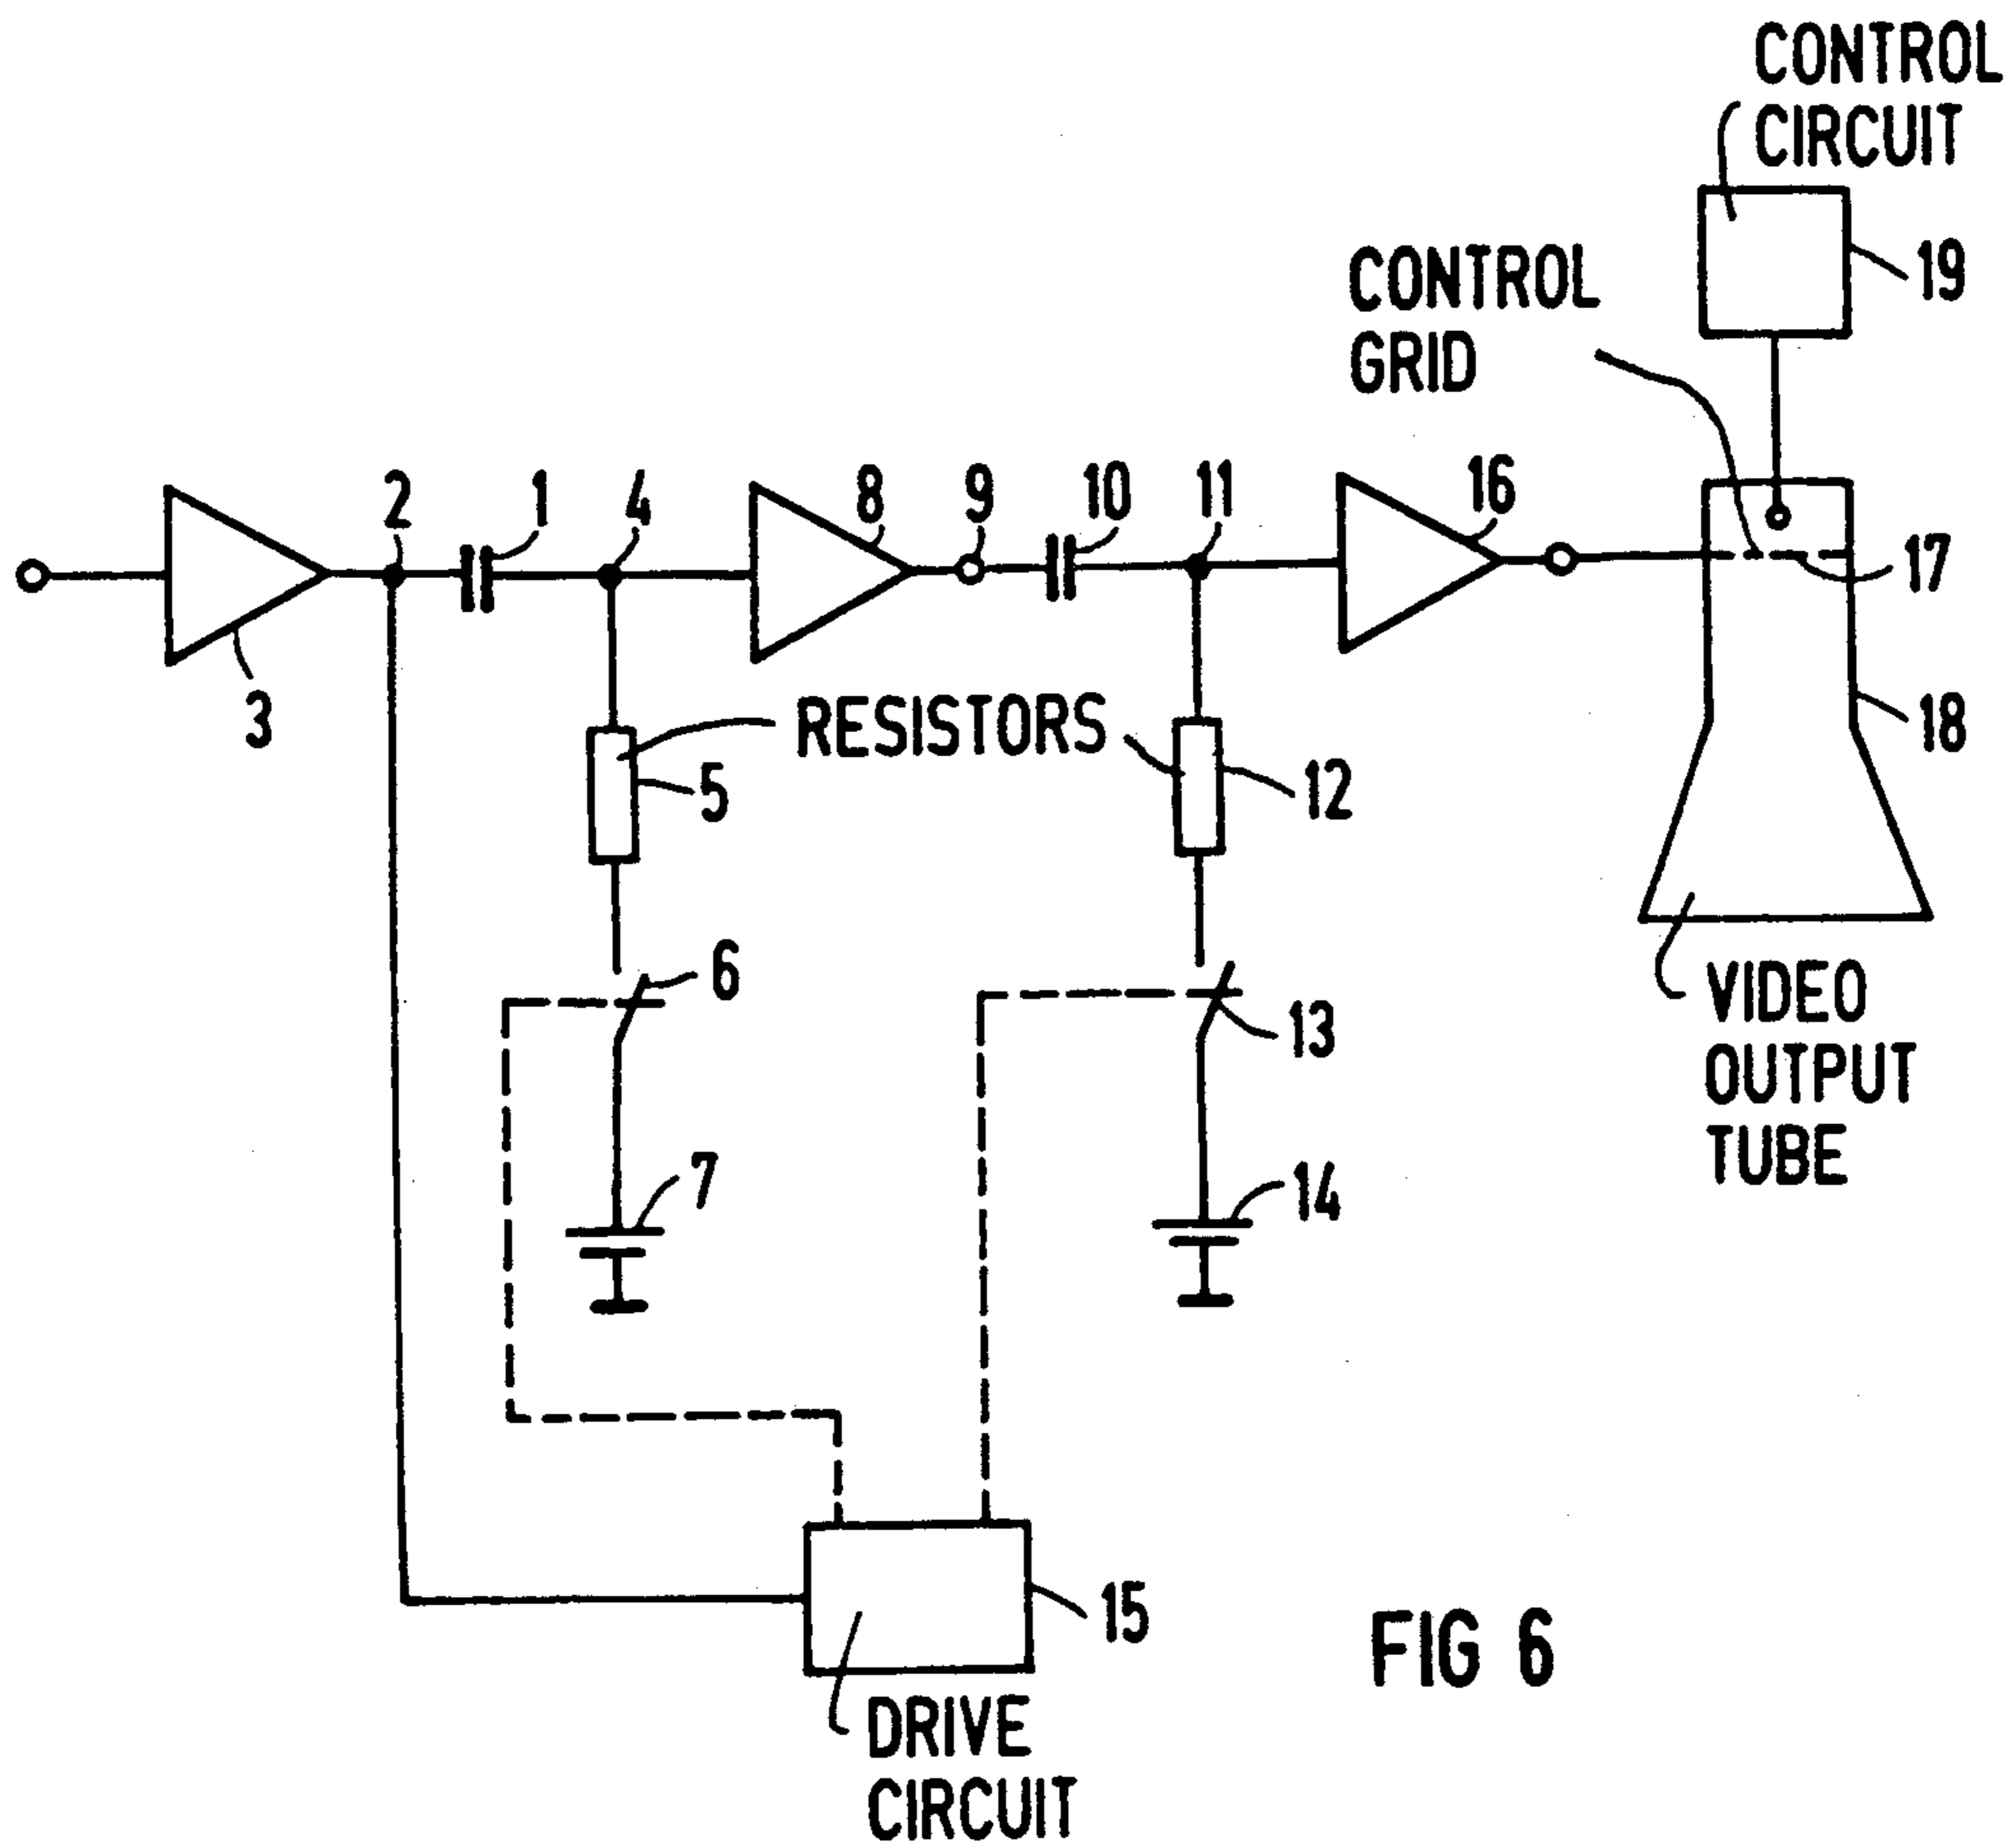 CONTROL
CIRCUIT
19
CONTROL
GRID
2
1
4
8
9
10
11
16
17
3
RESISTORS
5
12
18
6
13
VIDEO
OUTPUT
TUBE
7
14
15
FIG 6
DRIVE
CIRCUIT